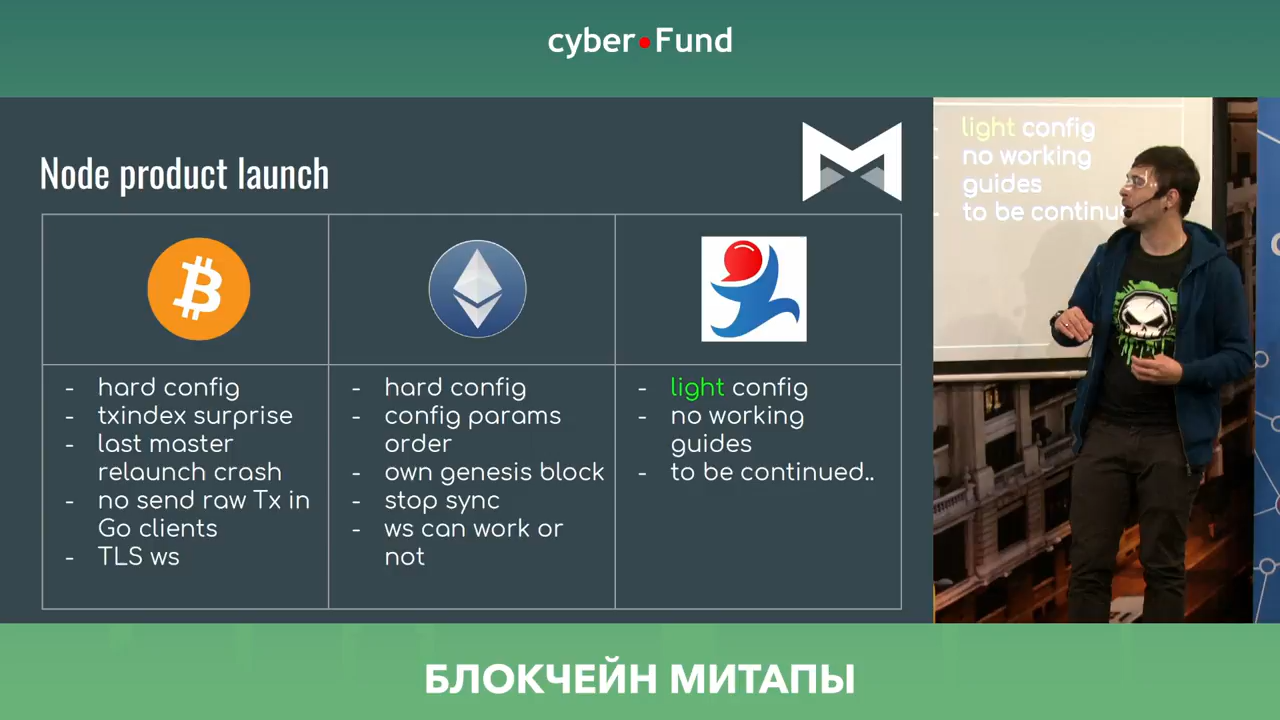 cyber•Fund
Node product launch
- hard config
- txindex surprise
- last master
relaunch crash
- no send raw Tx in
Go clients
- TLS ws
- hard config
- config params
order
- own genesis block
- stop sync
- ws can work or
not
- light config
- no working
guides
- to be continued..
light config
no working
guides
- to be continu
БЛОКЧЕЙН МИТАПЫ